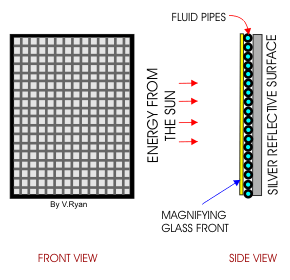 FLUID PIPES
ENERGY FROM
THE SUN
SILVER REFLECTIVE SURFACE
By V.Ryan
MAGNIFYING
GLASS FRONT
FRONT VIEW
SIDE VIEW